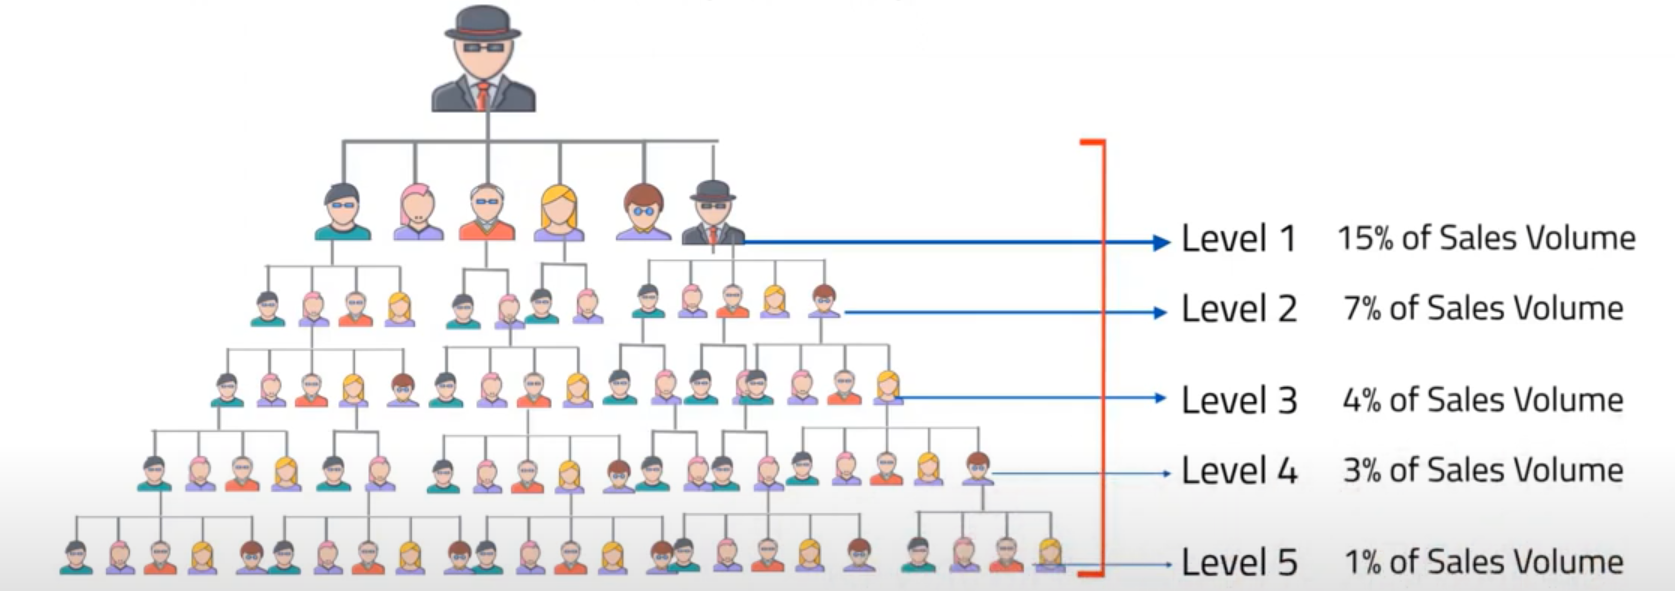 Level 1 15% of Sales Volume
Level 2 7% of Sales Volume
Level 3 4% of Sales Volume
Level 4 3% of Sales Volume
Level 5 1% of Sales Volume